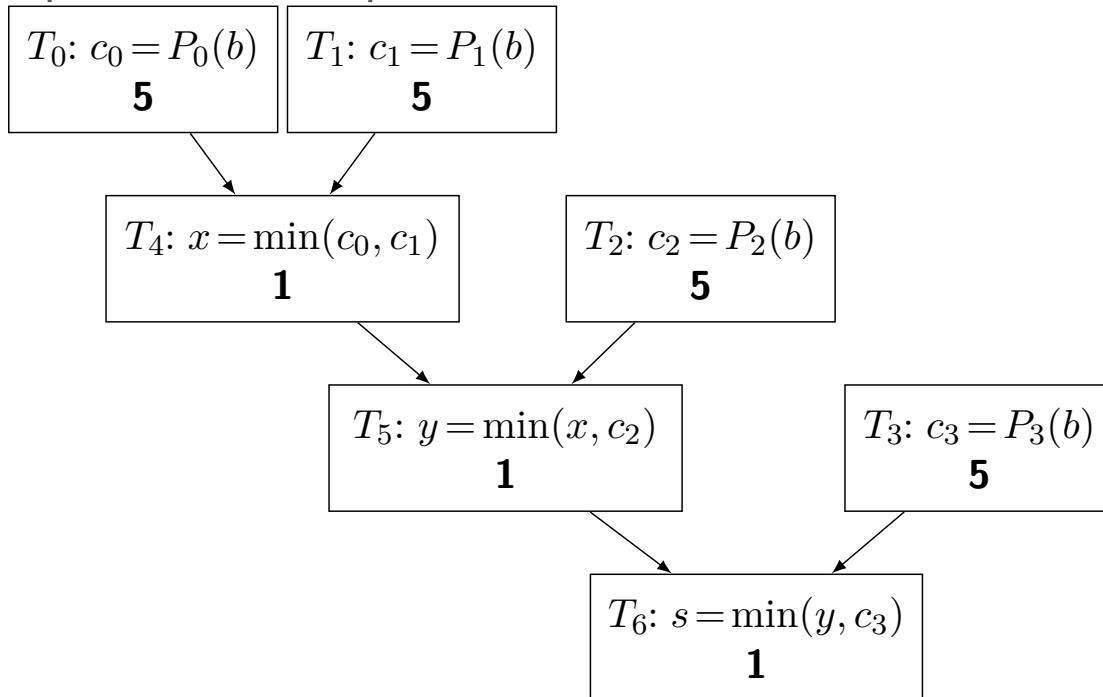 T₀: c₀ = P₀(b)
5
T₁: c₁ = P₁(b)
5
T₄: x = min(c₀, c₁)
1
T₂: c₂ = P₂(b)
5
T₅: y = min(x, c₂)
1
T₃: c₃ = P₃(b)
5
T₆: s = min(y, c₃)
1